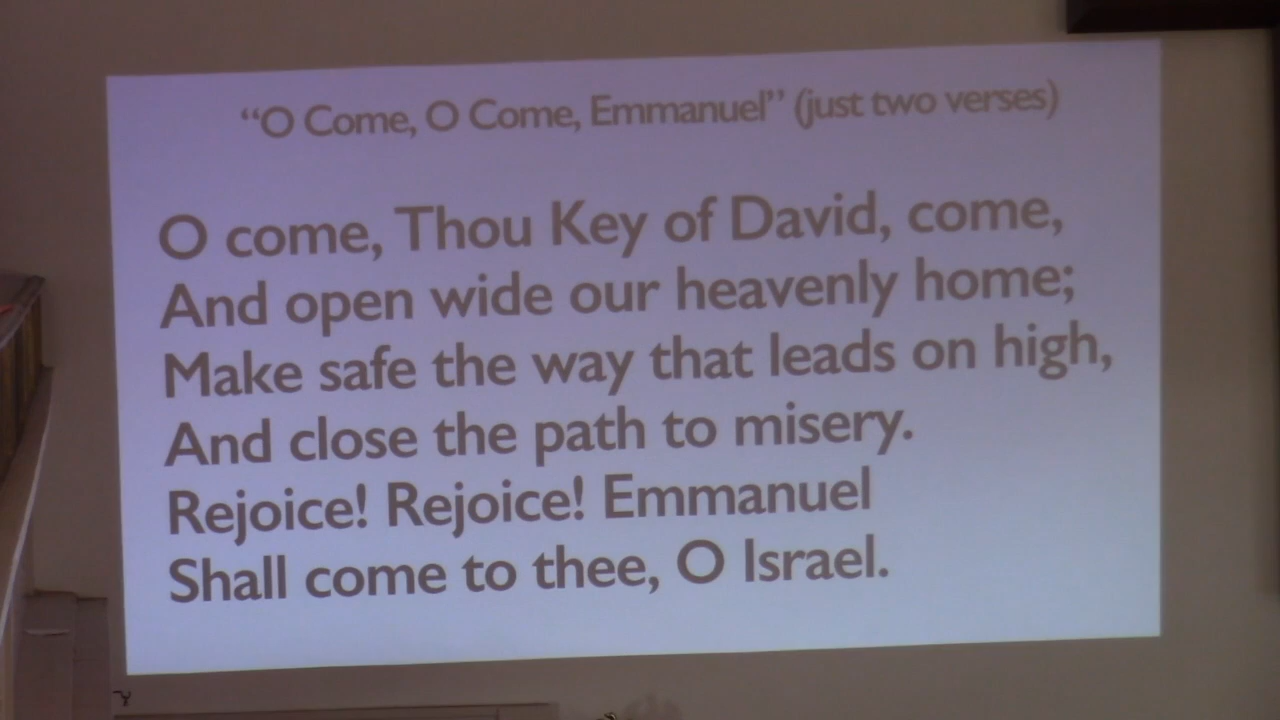 “O Come, O Come, Emmanuel” (just two verses)
O come, Thou Key of David, come,
And open wide our heavenly home;
Make safe the way that leads on high,
And close the path to misery.
Rejoice! Rejoice! Emmanuel
Shall come to thee, O Israel.